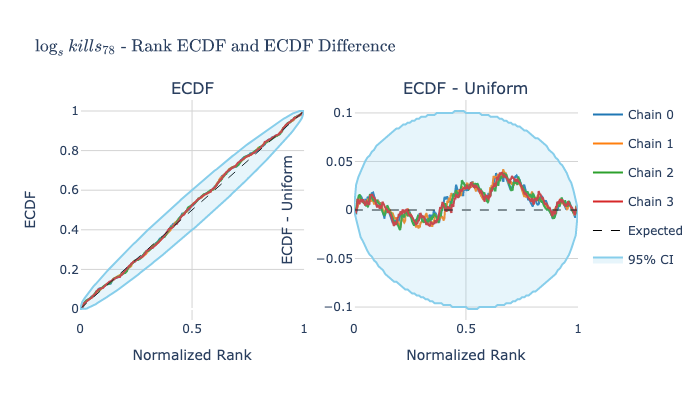 log_s kills_78 - Rank ECDF and ECDF Difference
ECDF
ECDF - Uniform
1
0.8
0.6
0.4
0.2
0
0
0.5
1
ECDF
Normalized Rank
0.1
0.05
0
−0.05
−0.1
0
0.5
1
ECDF - Uniform
Normalized Rank
Chain 0
Chain 1
Chain 2
Chain 3
Expected
95% CI